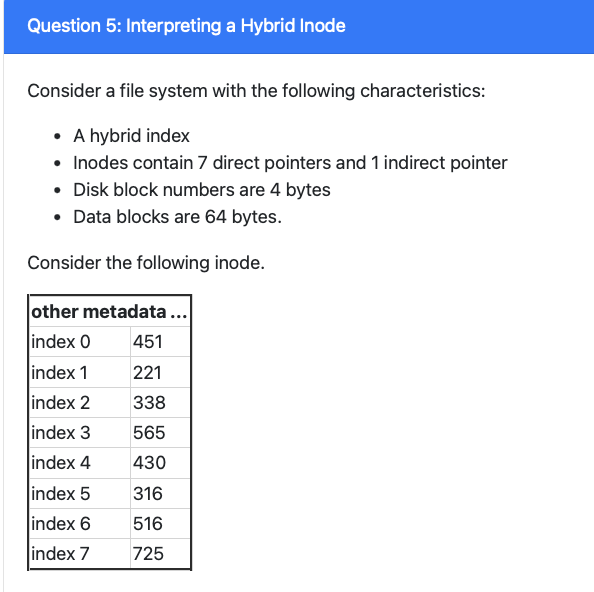 Question 5: Interpreting a Hybrid Inode
Consider a file system with the following characteristics:
• A hybrid index
• Inodes contain 7 direct pointers and 1 indirect pointer
• Disk block numbers are 4 bytes
• Data blocks are 64 bytes.
Consider the following inode.
other metadata ...
index 0 451
index 1 221
index 2 338
index 3 565
index 4 430
index 5 316
index 6 516
index 7 725